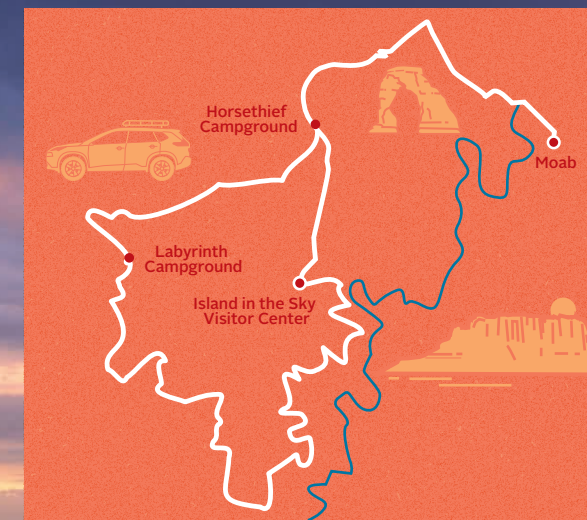 Horsethief
Campground
Moab
Labyrinth
Campground
Island in the Sky
Visitor Center